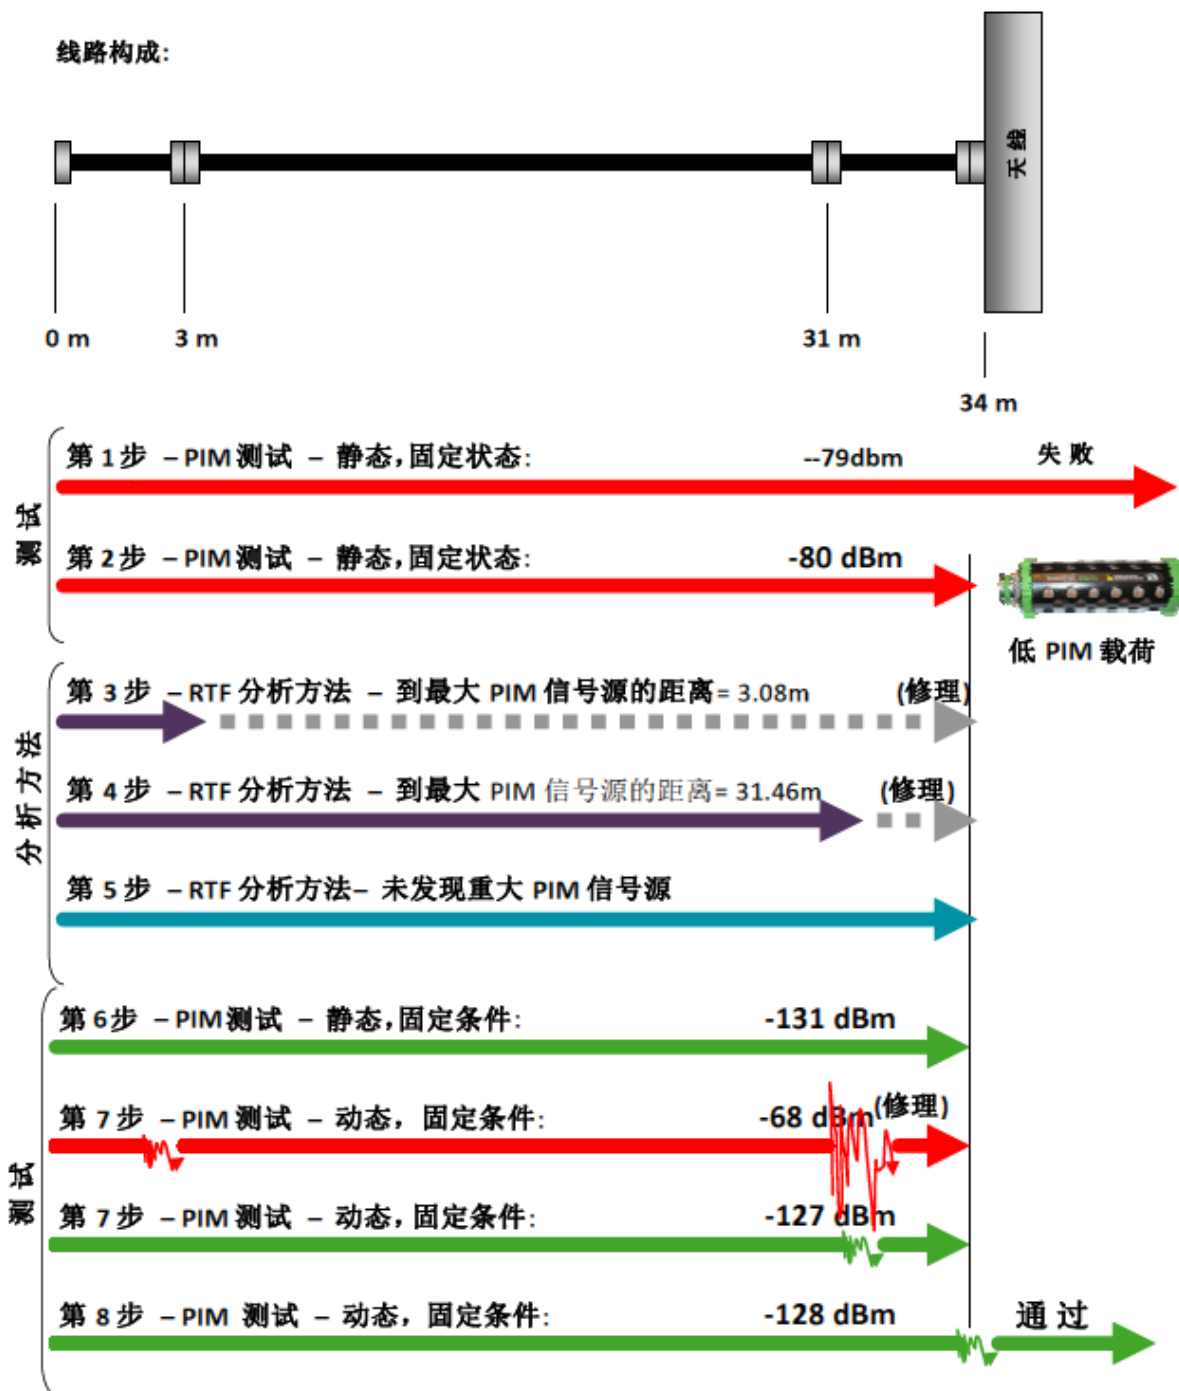 线路构成:
天线
0 m
3 m
31 m
34 m
测试
第 1 步 – PIM 测试 – 静态,固定状态: --79dbm 失败
第 2 步 – PIM 测试 – 静态,固定状态: -80 dBm
低 PIM 载荷
分析方法
第 3 步 – RTF 分析方法 – 到最大 PIM 信号源的距离= 3.08m (修理)
第 4 步 – RTF 分析方法 – 到最大 PIM 信号源的距离= 31.46m (修理)
第 5 步 – RTF 分析方法– 未发现重大 PIM 信号源
测试
第 6 步 – PIM 测试 – 静态,固定条件: -131 dBm
第 7 步 – PIM 测试 – 动态，固定条件: -68 dBm (修理)
第 7 步 – PIM 测试 – 动态，固定条件: -127 dBm
第 8 步 – PIM 测试 – 动态，固定条件: -128 dBm 通过